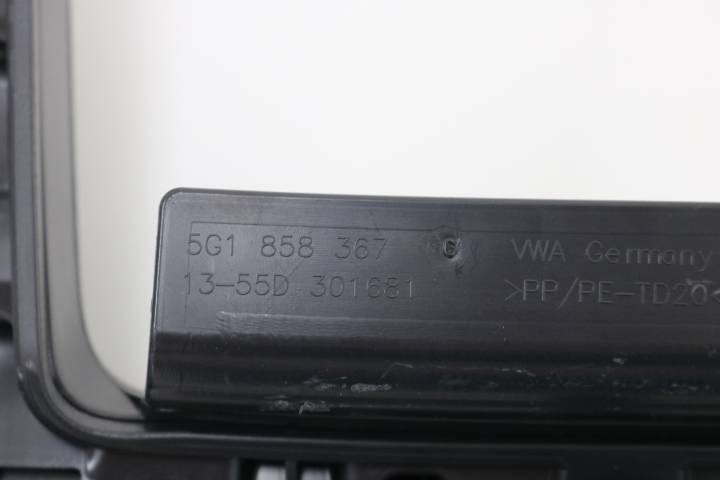 5G1 858 367 G VWA Germany
13-55D 301681 >PP/PE-TD20<